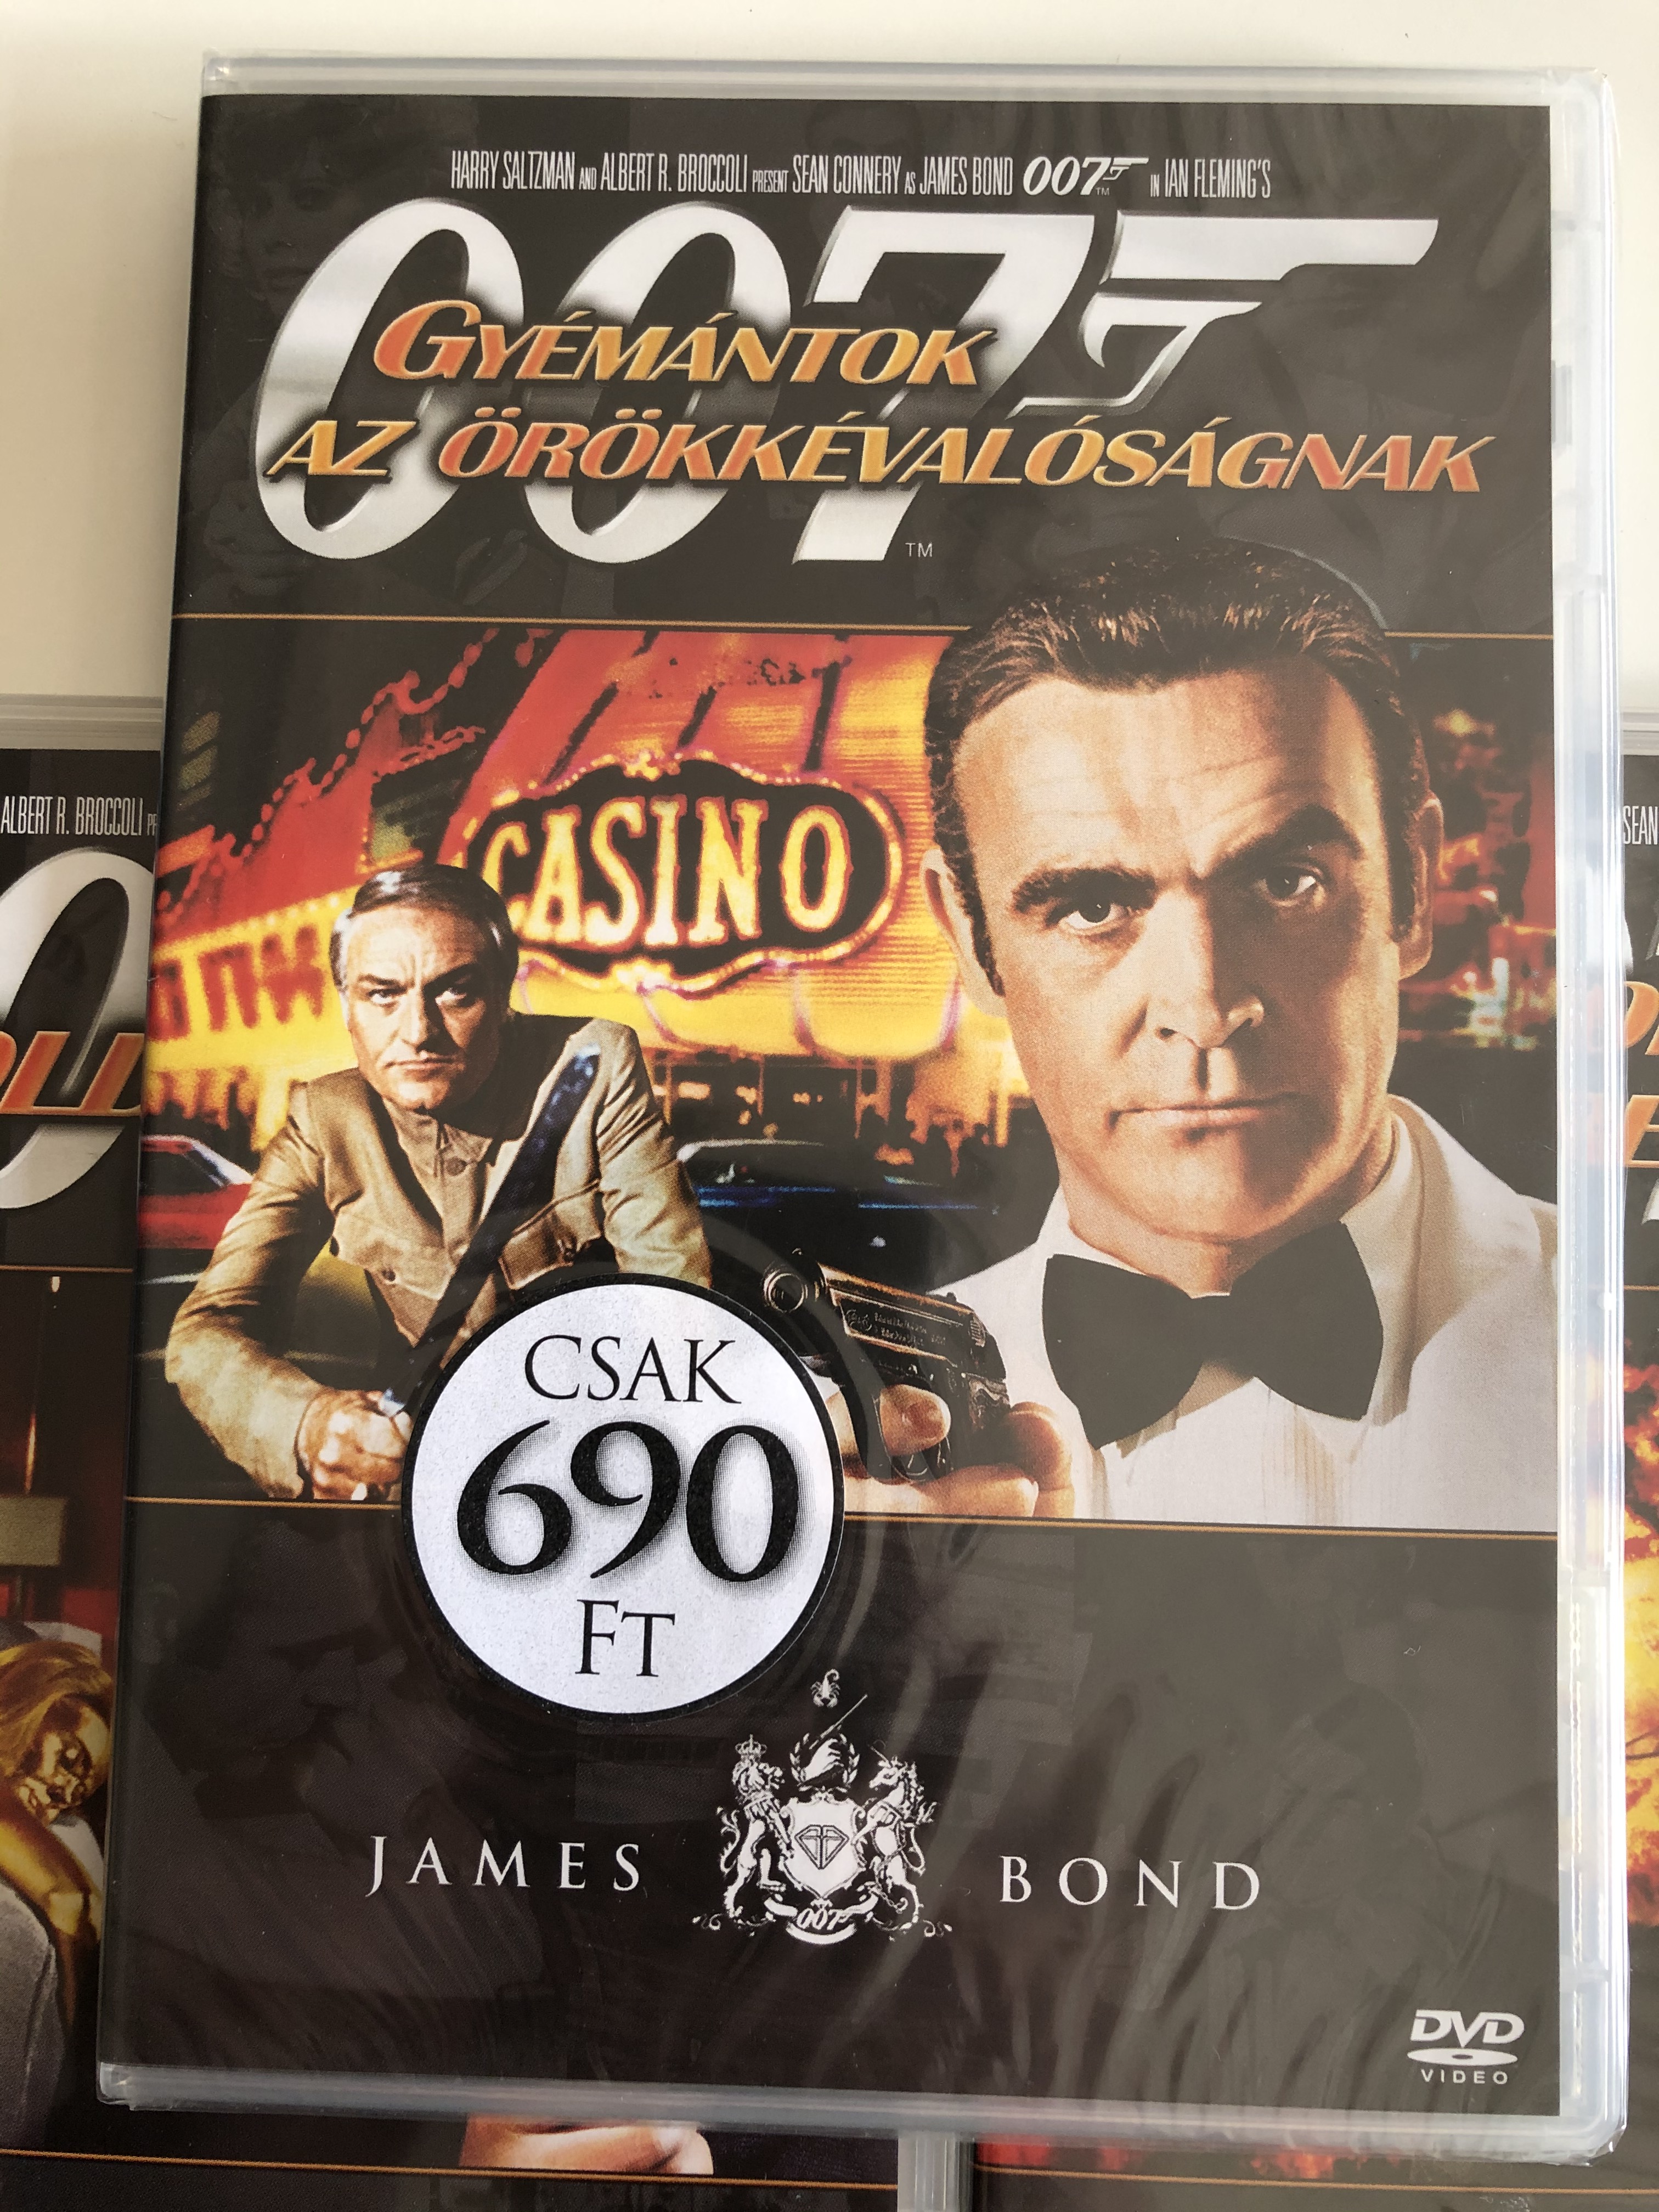 HARRY SALTZMAN AND ALBERT R. BROCCOLI PRESENT SEAN CONNERY AS JAMES BOND 007™ IN IAN FLEMING'S
007
GYÉMÁNTOK
AZ ÖRÖKKÉVALÓSÁGNAK
TM
ALBERT R. BROCCOLI
SEAN
CASINO
CSAK
690
FT
JAMES BOND
007
DVD
VIDEO